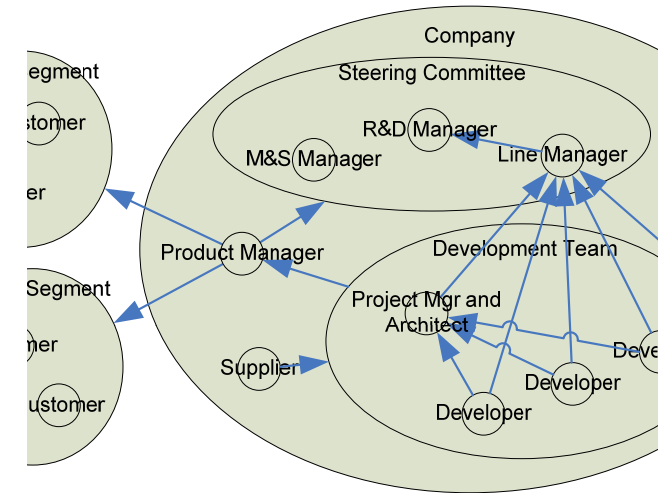 Company
egment
Steering Committee
stomer
R&D Manager
M&S Manager
Line Manager
er
Product Manager
Development Team
Segment
Project Mgr and
Architect
mer
Supplier
Deve
Developer
ustomer
Developer